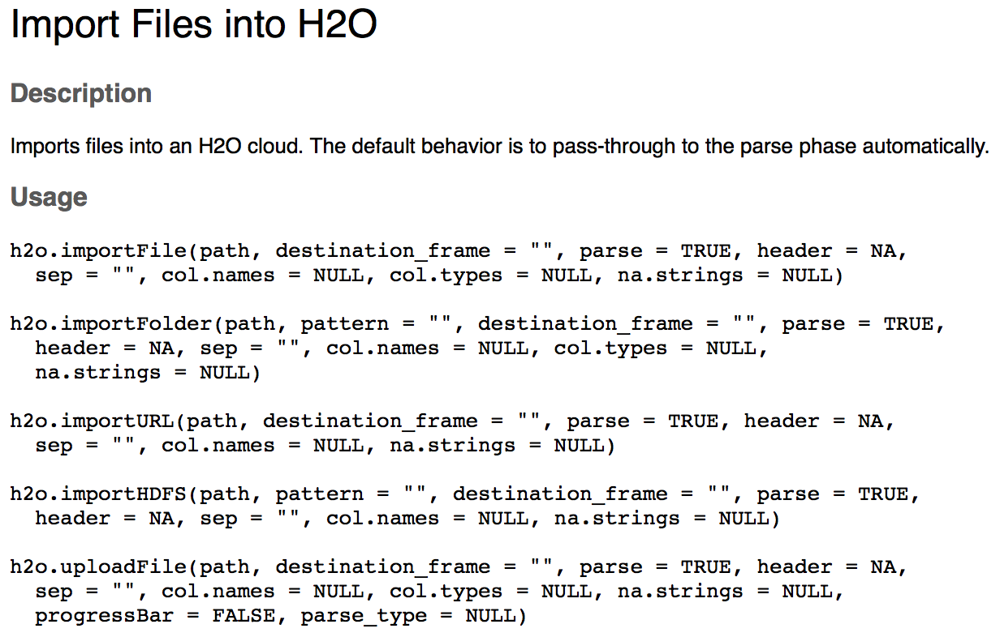 Import Files into H2O
Description
Imports files into an H2O cloud. The default behavior is to pass-through to the parse phase automatically.
Usage
h2o.importFile(path, destination_frame = "", parse = TRUE, header = NA,
sep = "", col.names = NULL, col.types = NULL, na.strings = NULL)
h2o.importFolder(path, pattern = "", destination_frame = "", parse = TRUE,
header = NA, sep = "", col.names = NULL, col.types = NULL,
na.strings = NULL)
h2o.importURL(path, destination_frame = "", parse = TRUE, header = NA,
sep = "", col.names = NULL, na.strings = NULL)
h2o.importHDFS(path, pattern = "", destination_frame = "", parse = TRUE,
header = NA, sep = "", col.names = NULL, na.strings = NULL)
h2o.uploadFile(path, destination_frame = "", parse = TRUE, header = NA,
sep = "", col.names = NULL, col.types = NULL, na.strings = NULL,
progressBar = FALSE, parse_type = NULL)